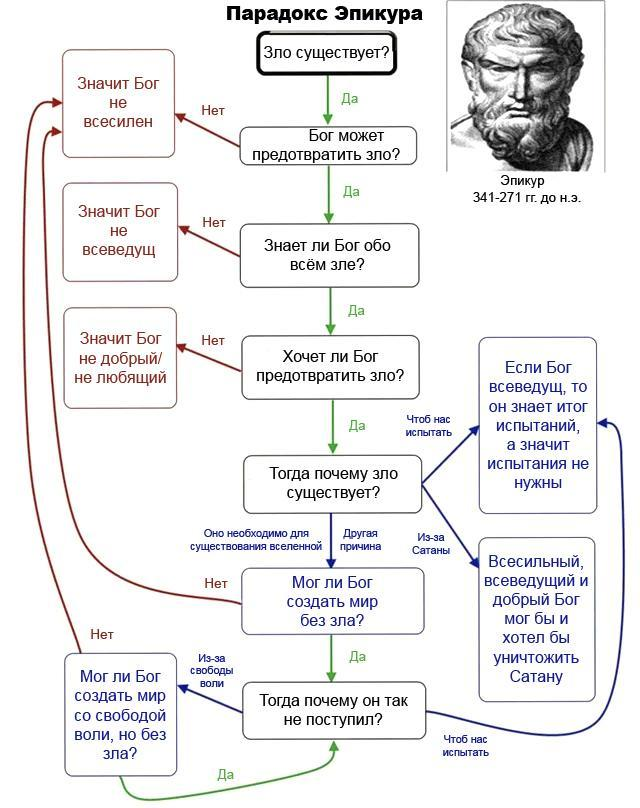 Парадокс Эпикура
Зло существует?
Да
Значит Бог
не
всесилен
Нет
Бог может
предотвратить зло?
Эпикур
341-271 гг. до н.э.
Да
Значит Бог
не
всеведущ
Нет
Знает ли Бог обо
всём зле?
Да
Значит Бог
не добрый/
не любящий
Нет
Хочет ли Бог
предотвратить зло?
Да
Чтоб нас
испытать
Если Бог
всеведущ, то
он знает итог
испытаний,
а значит
испытания не
нужны
Тогда почему зло
существует?
Оно необходимо для
существования вселенной
Другая
причина
Из-за
Сатаны
Всесильный,
всеведущий и
добрый Бог
мог бы и
хотел бы
уничтожить
Сатану
Нет
Мог ли Бог
создать мир
без зла?
Да
Нет
Мог ли Бог
создать мир
со свободой
воли, но без
зла?
Из-за
свободы
воли
Тогда почему он так
не поступил?
Чтоб нас
испытать
Да